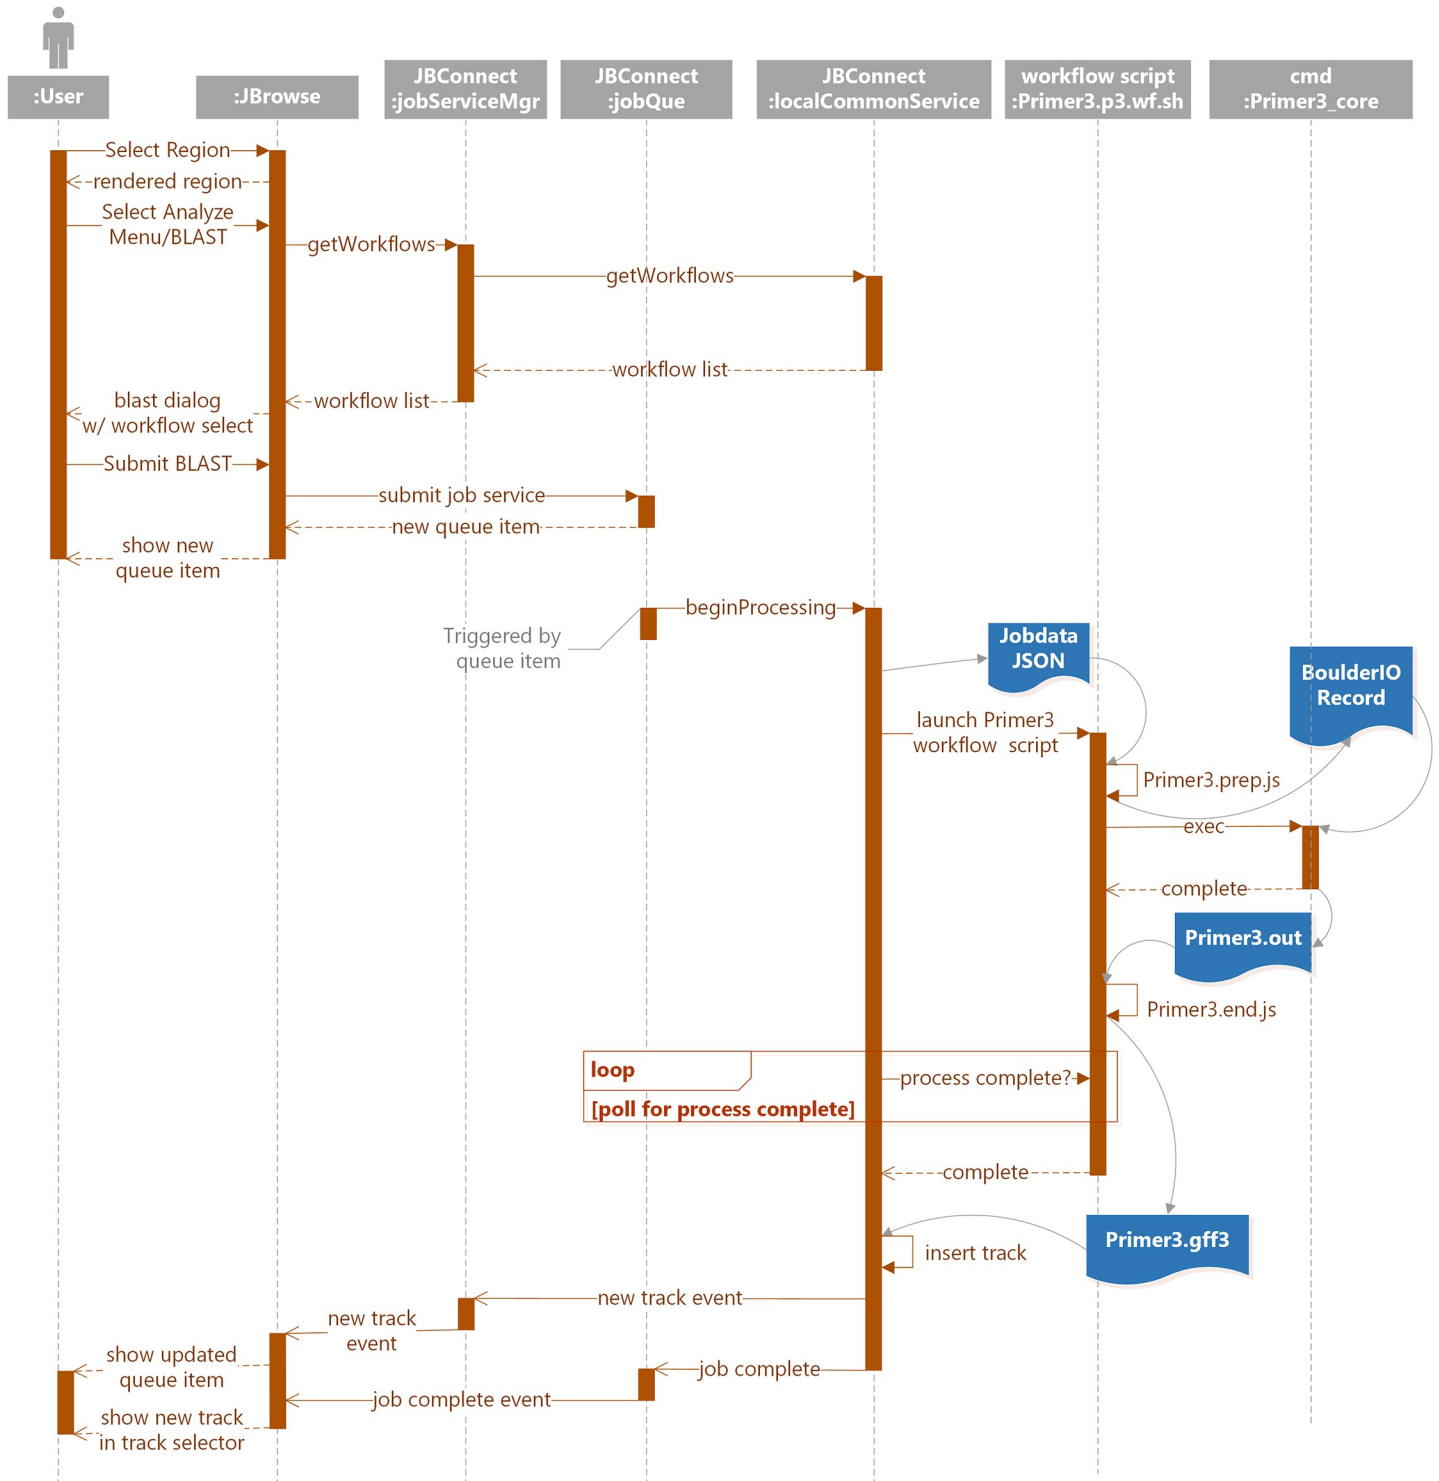 :User
:JBrowse
JBConnect
:jobServiceMgr
JBConnect
:jobQue
JBConnect
:localCommonService
workflow script
:Primer3.p3.wf.sh
cmd
:Primer3_core
Select Region
rendered region
Select Analyze
Menu/BLAST
getWorkflows
getWorkflows
workflow list
workflow list
blast dialog
w/ workflow select
Submit BLAST
submit job service
new queue item
show new
queue item
beginProcessing
Triggered by
queue item
Jobdata
JSON
BoulderIO
Record
launch Primer3
workflow script
Primer3.prep.js
exec
complete
Primer3.out
Primer3.end.js
loop
process complete?
[poll for process complete]
complete
Primer3.gff3
insert track
new track event
new track
event
show updated
queue item
job complete
job complete event
show new track
in track selector